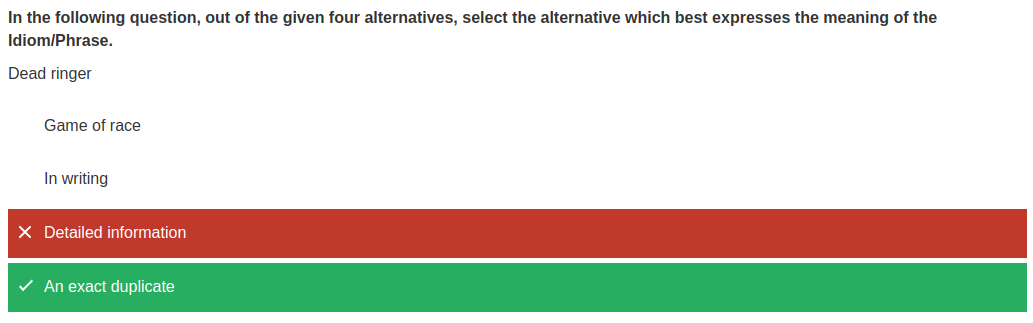 In the following question, out of the given four alternatives, select the alternative which best expresses the meaning of the
Idiom/Phrase.
Dead ringer
Game of race
In writing
Detailed information
An exact duplicate